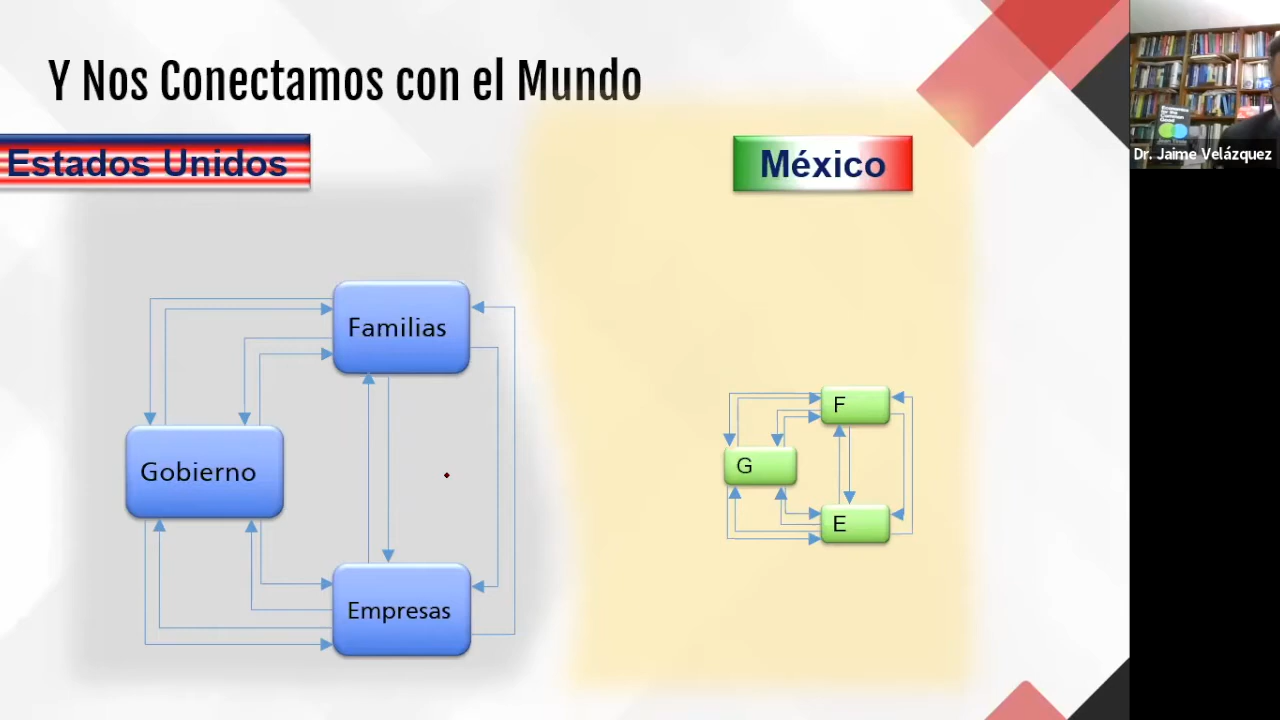 Y Nos Conectamos con el Mundo
Estados Unidos
México
Familias
Gobierno
Empresas
F
G
E
Dr. Jaime Velázquez